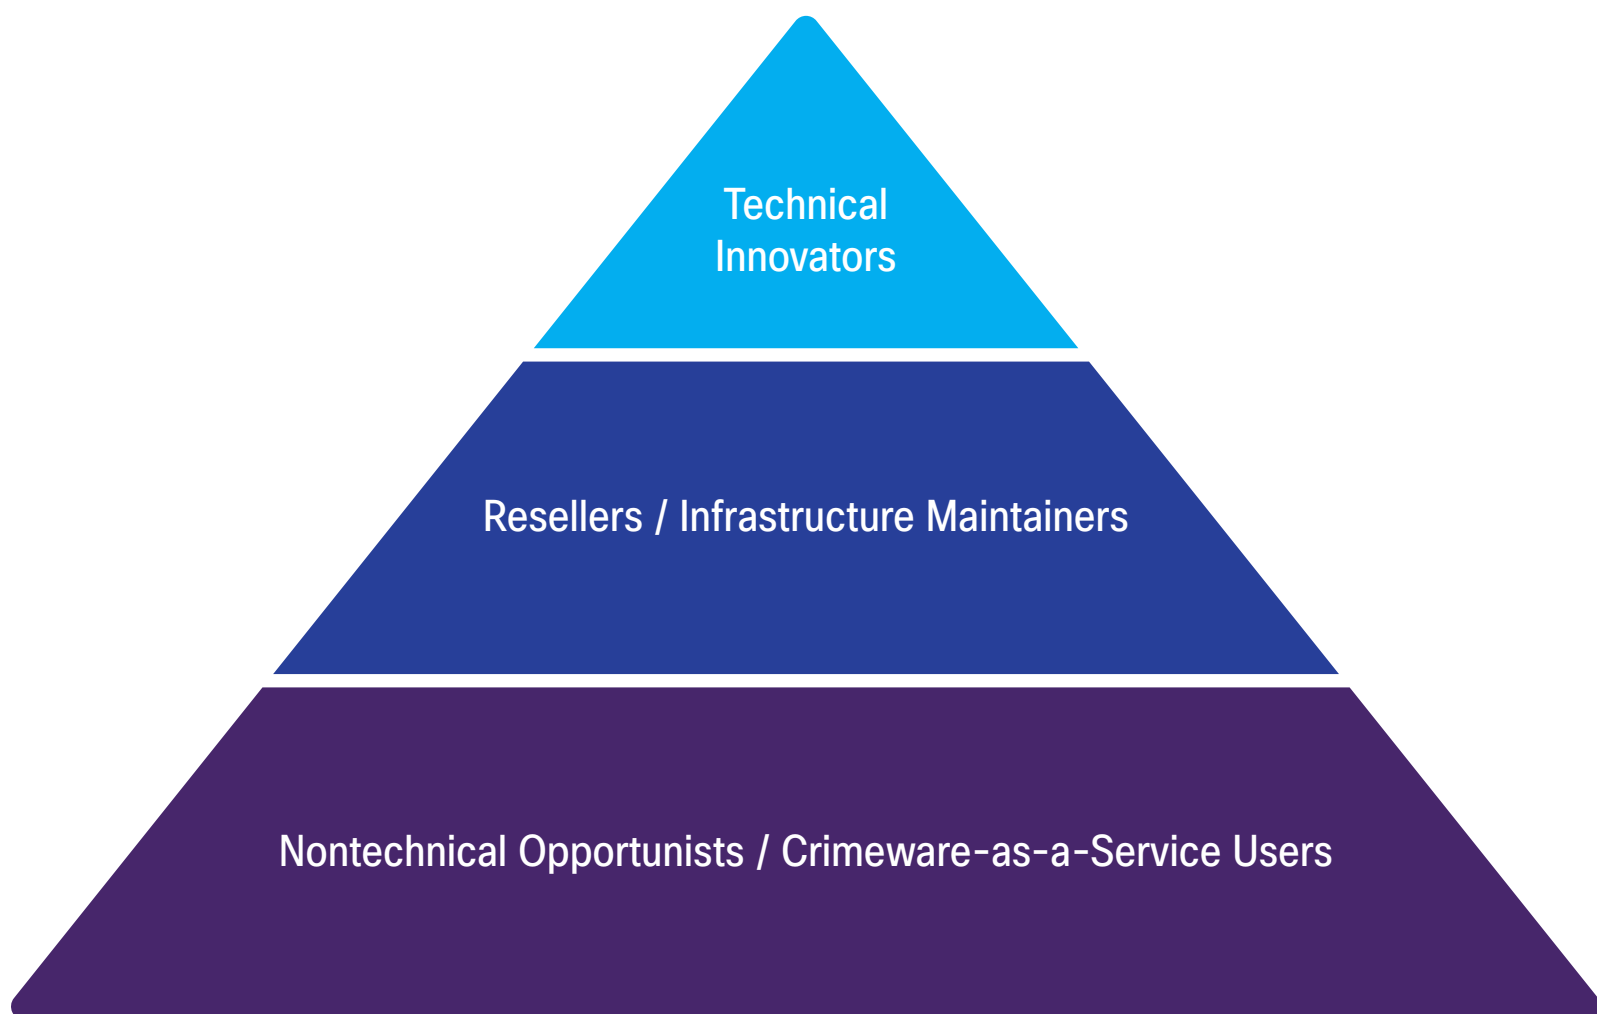 Technical
Innovators
Resellers / Infrastructure Maintainers
Nontechnical Opportunists / Crimeware-as-a-Service Users